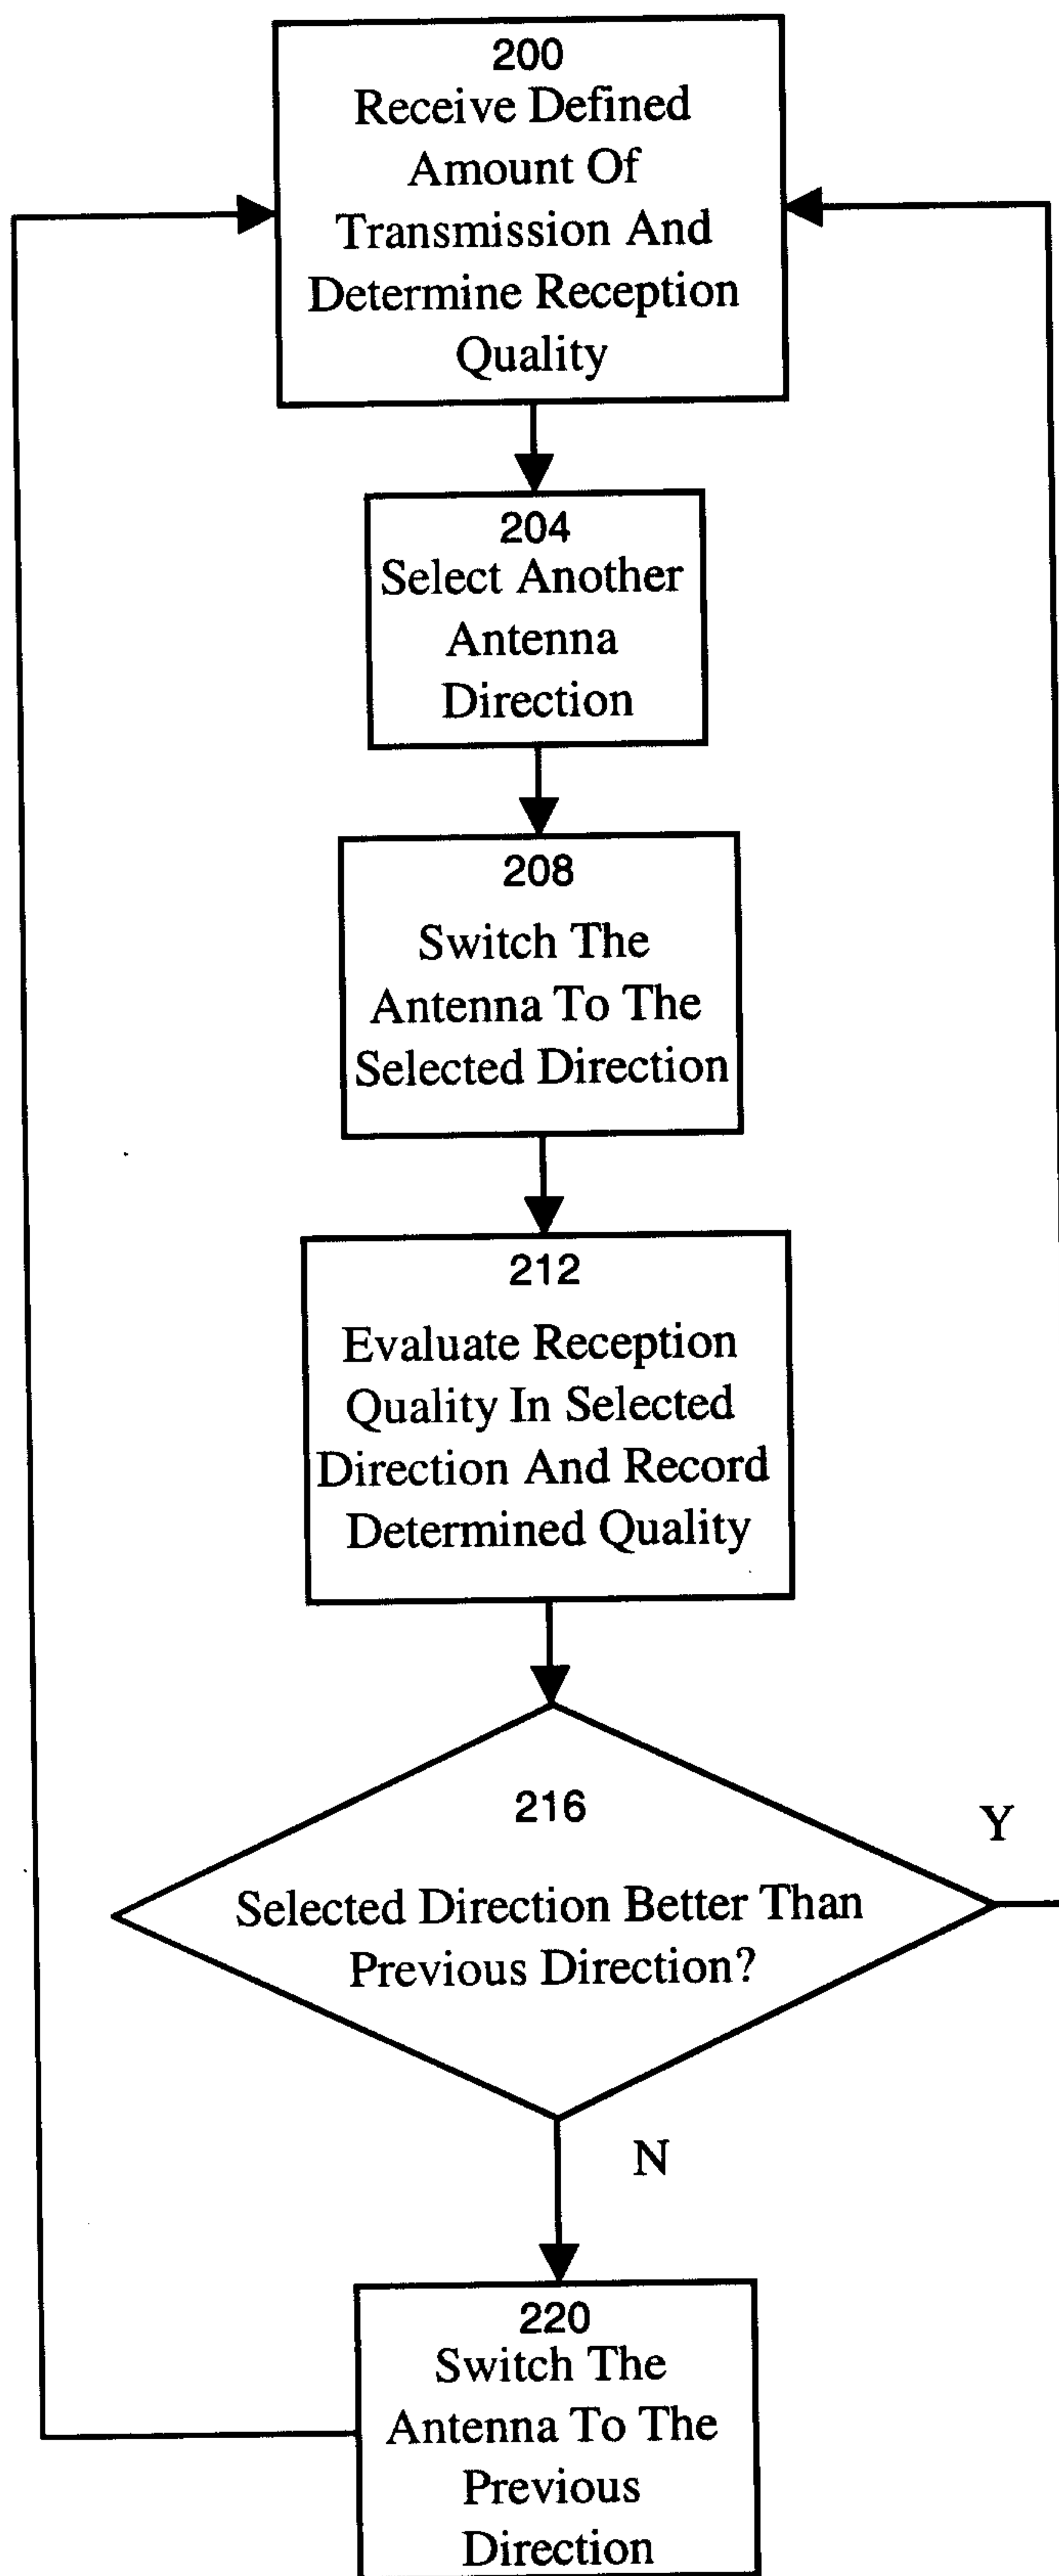 200
Receive Defined
Amount Of
Transmission And
Determine Reception
Quality
204
Select Another
Antenna
Direction
208
Switch The
Antenna To The
Selected Direction
212
Evaluate Reception
Quality In Selected
Direction And Record
Determined Quality
216
Y
Selected Direction Better Than
Previous Direction?
N
220
Switch The
Antenna To The
Previous
Direction